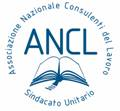 Associazione Nazionale Consulenti del Lavoro
ANCL
Sindacato Unitario